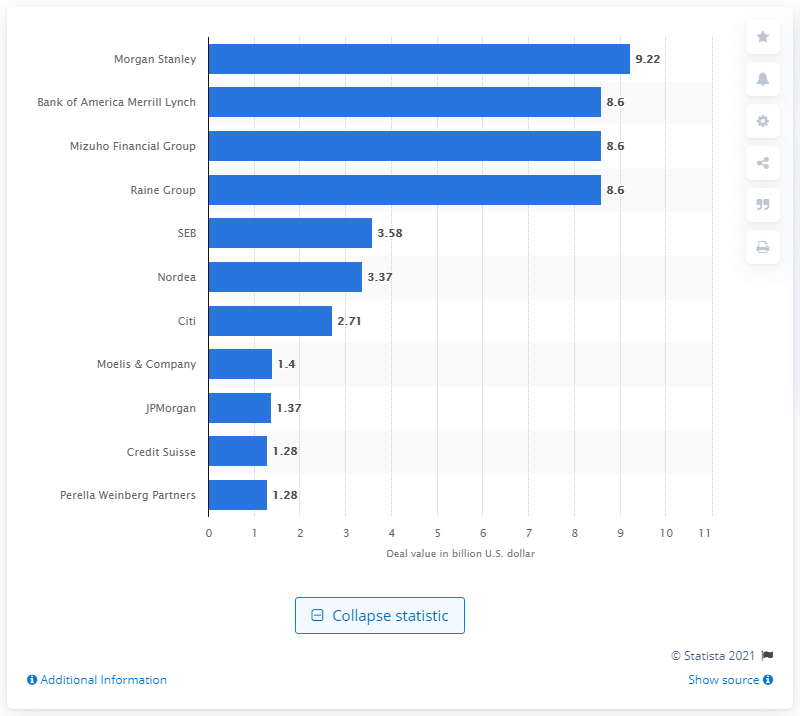 Morgan Stanley 9.22
Bank of America Merrill Lynch 8.6
Mizuho Financial Group 8.6
Raine Group 8.6
SEB 3.58
Nordea 3.37
Citi 2.71
Moelis & Company 1.4
JPMorgan 1.37
Credit Suisse 1.28
Perella Weinberg Partners 1.28
0 1 2 3 4 5 6 7 8 9 10 11
Deal value in billion U.S. dollar
Collapse statistic
© Statista 2021
Additional Information Show source